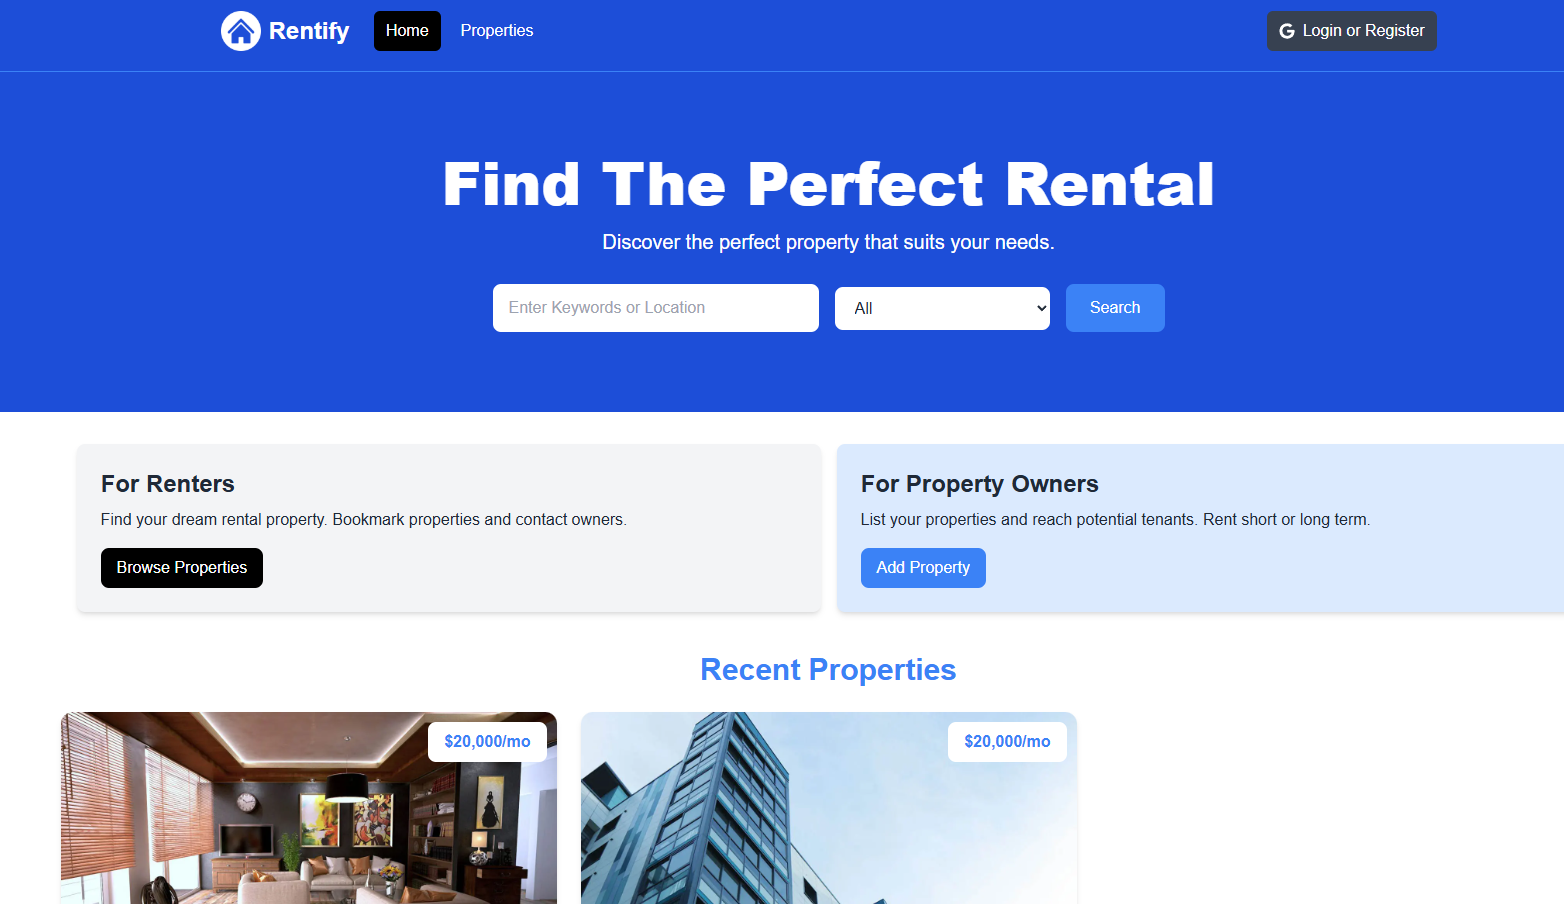 Rentify
Home
Properties
Login or Register
Find The Perfect Rental
Discover the perfect property that suits your needs.
Enter Keywords or Location
All
Search
For Renters
Find your dream rental property. Bookmark properties and contact owners.
Browse Properties
For Property Owners
List your properties and reach potential tenants. Rent short or long term.
Add Property
Recent Properties
$20,000/mo
$20,000/mo